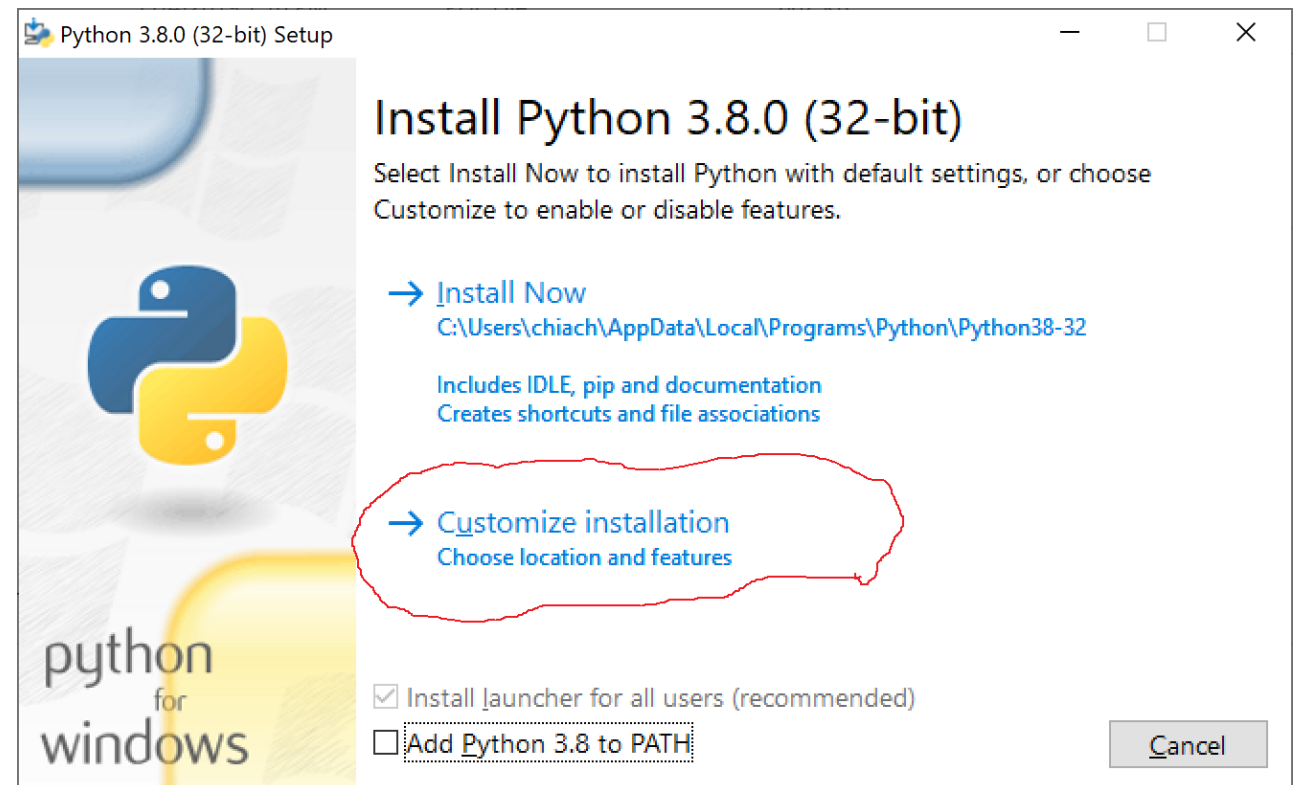 Python 3.8.0 (32-bit) Setup
Install Python 3.8.0 (32-bit)
Select Install Now to install Python with default settings, or choose
Customize to enable or disable features.
Install Now
C:\Users\chiach\AppData\Local\Programs\Python\Python38-32
Includes IDLE, pip and documentation
Creates shortcuts and file associations
Customize installation
Choose location and features
python
for
windows
Install launcher for all users (recommended)
Add Python 3.8 to PATH
Cancel